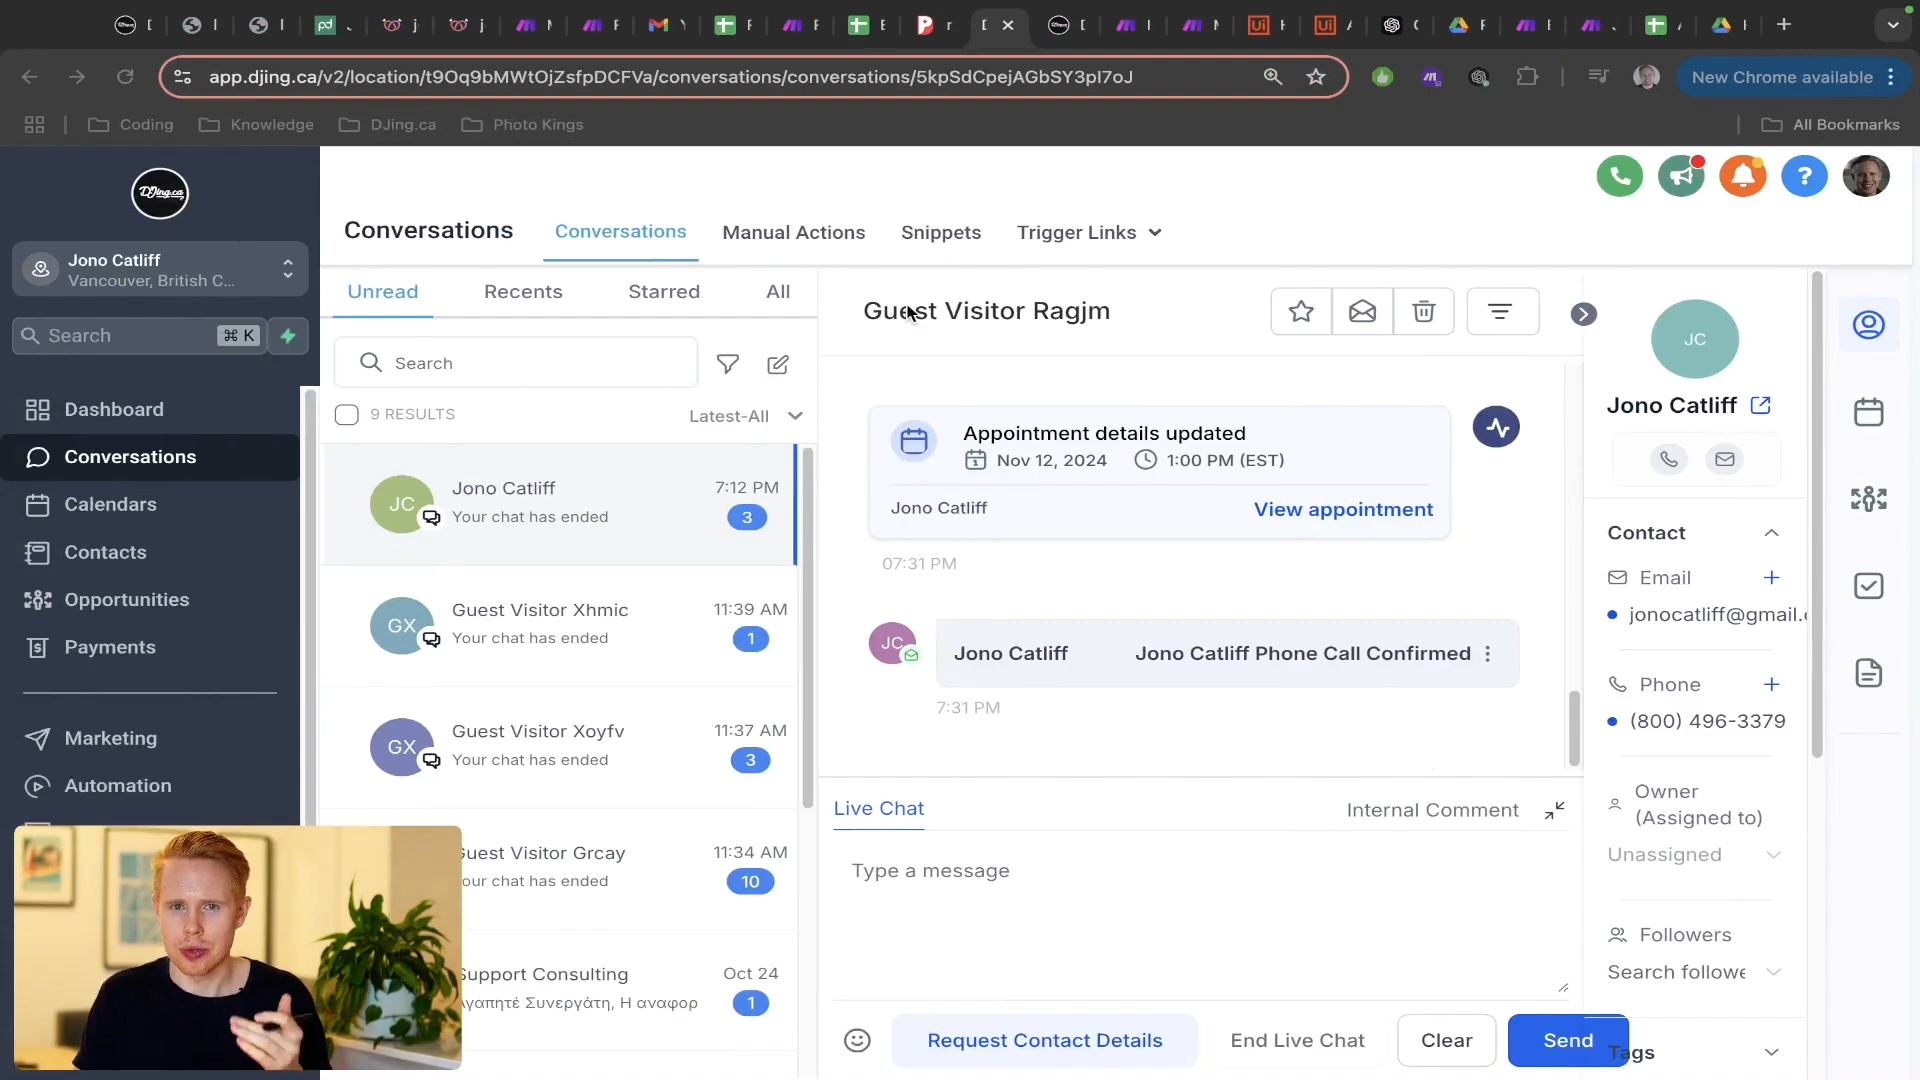 app.djing.ca/v2/location/t9Oq9bMWtOjZsfpDCFVa/conversations/conversations/5kpSdCpejAGbSY3pI7oJ
New Chrome available
Coding
Knowledge
DJing.ca
Photo Kings
All Bookmarks
DJing.ca
Jono Catliff
Vancouver, British C...
Search
⌘ K
Dashboard
Conversations
Calendars
Contacts
Opportunities
Payments
Marketing
Automation
Conversations
Conversations
Manual Actions
Snippets
Trigger Links
Unread
Recents
Starred
All
Search
9 RESULTS
Latest-All
JC
Jono Catliff
7:12 PM
Your chat has ended
3
GX
Guest Visitor Xhmic
11:39 AM
Your chat has ended
1
GX
Guest Visitor Xoyfv
11:37 AM
Your chat has ended
3
Guest Visitor Grcay
11:34 AM
our chat has ended
10
Support Consulting
Oct 24
Αγαπητέ Συνεργάτη, Η αναφορ
1
Guest Visitor Ragjm
Appointment details updated
Nov 12, 2024
1:00 PM (EST)
Jono Catliff
View appointment
07:31 PM
JC
Jono Catliff
Jono Catliff Phone Call Confirmed
7:31 PM
Live Chat
Internal Comment
Type a message
Request Contact Details
End Live Chat
Clear
Send
JC
Jono Catliff
Contact
Email
jonocatliff@gmail.
Phone
(800) 496-3379
Owner
(Assigned to)
Unassigned
Followers
Search followe
Tags